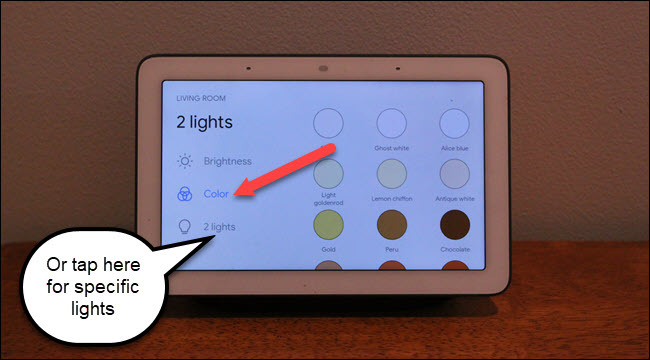 LIVING ROOM
2 lights
Brightness
Color
2 lights
Ghost white
Alice blue
Light
goldenrod
Lemon chiffon
Antique white
Gold
Peru
Chocolate
Or tap here
for specific
lights